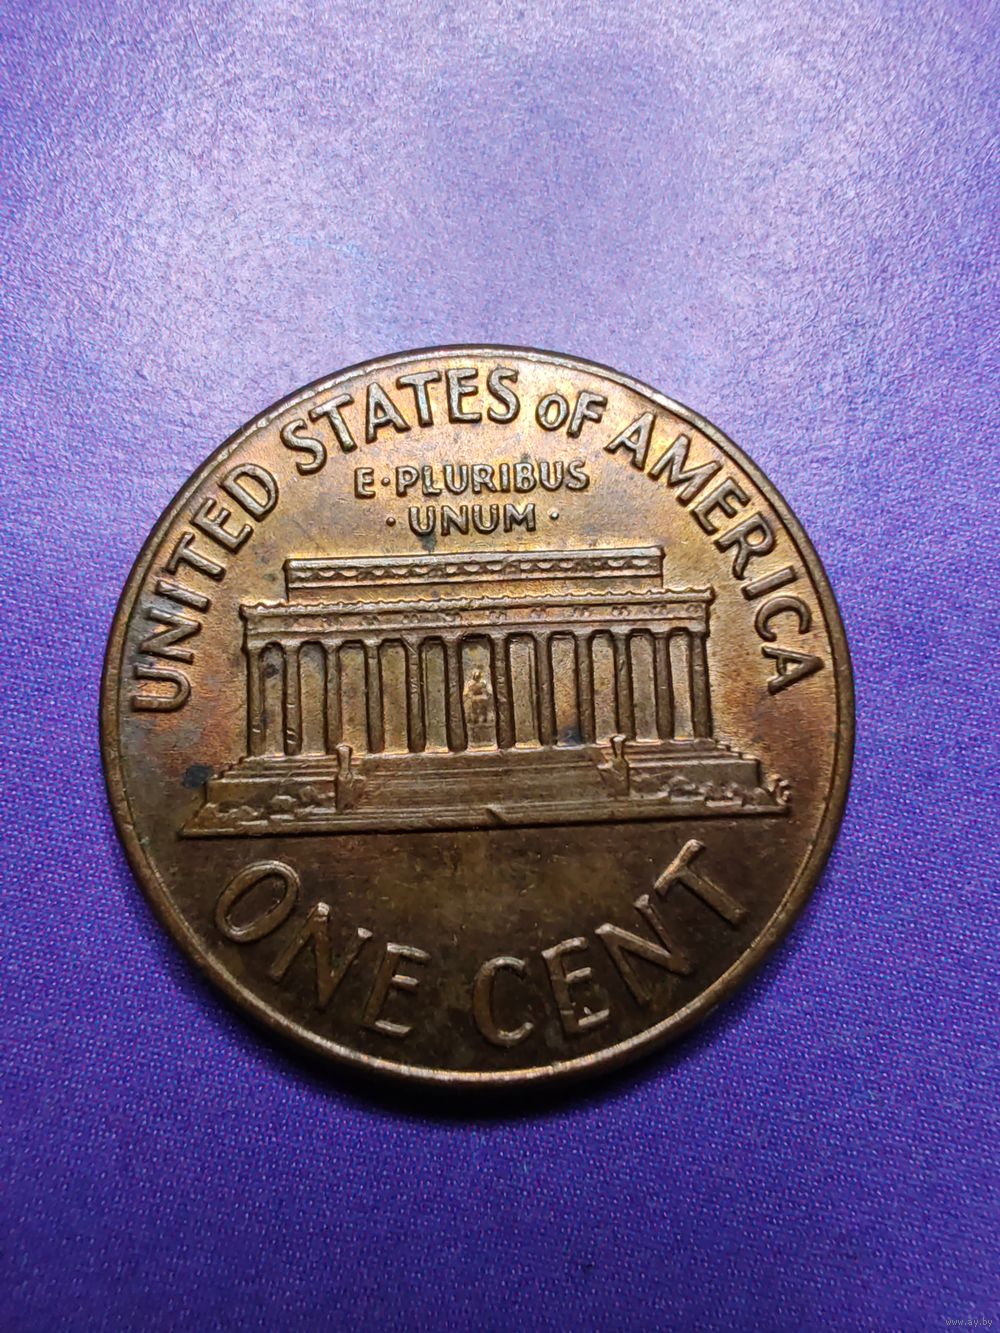 UNITED STATES OF AMERICA
E·PLURIBUS
·UNUM·
ONE CENT
www.ay.by